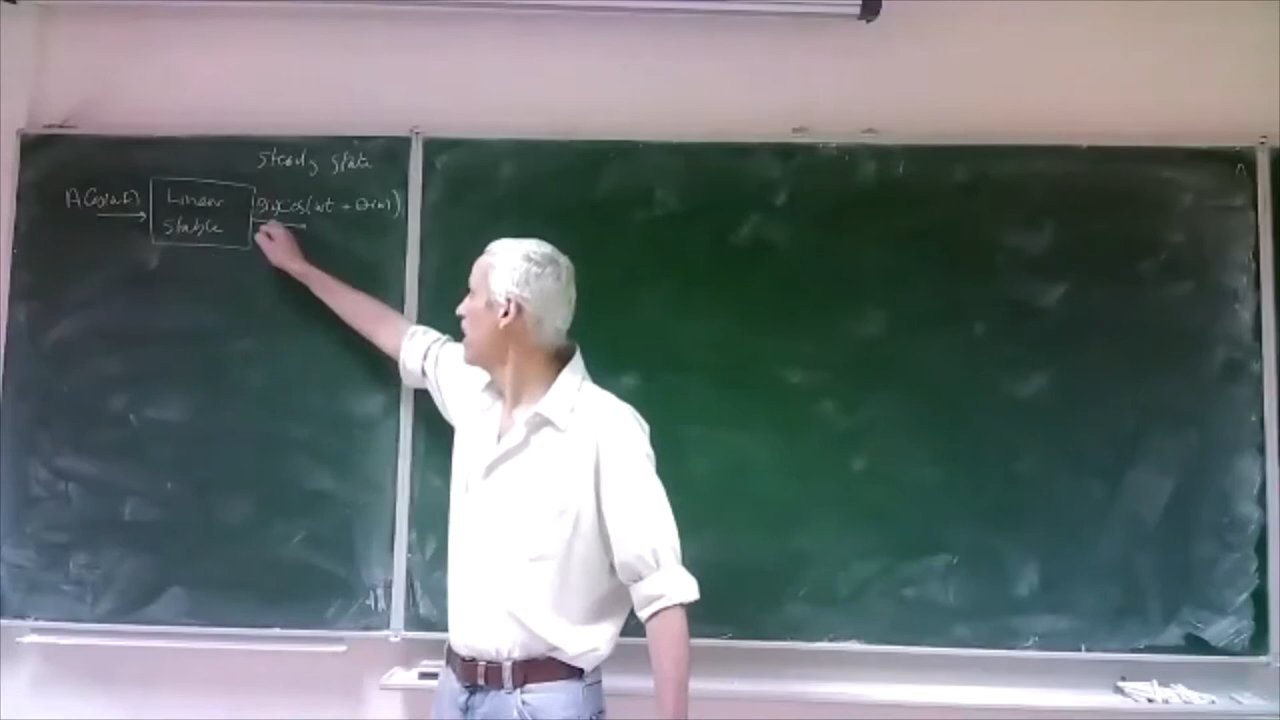 steady state
A Cos(ωt)
Linear
stable
B(ω)Cos(ωt + θ(ω))